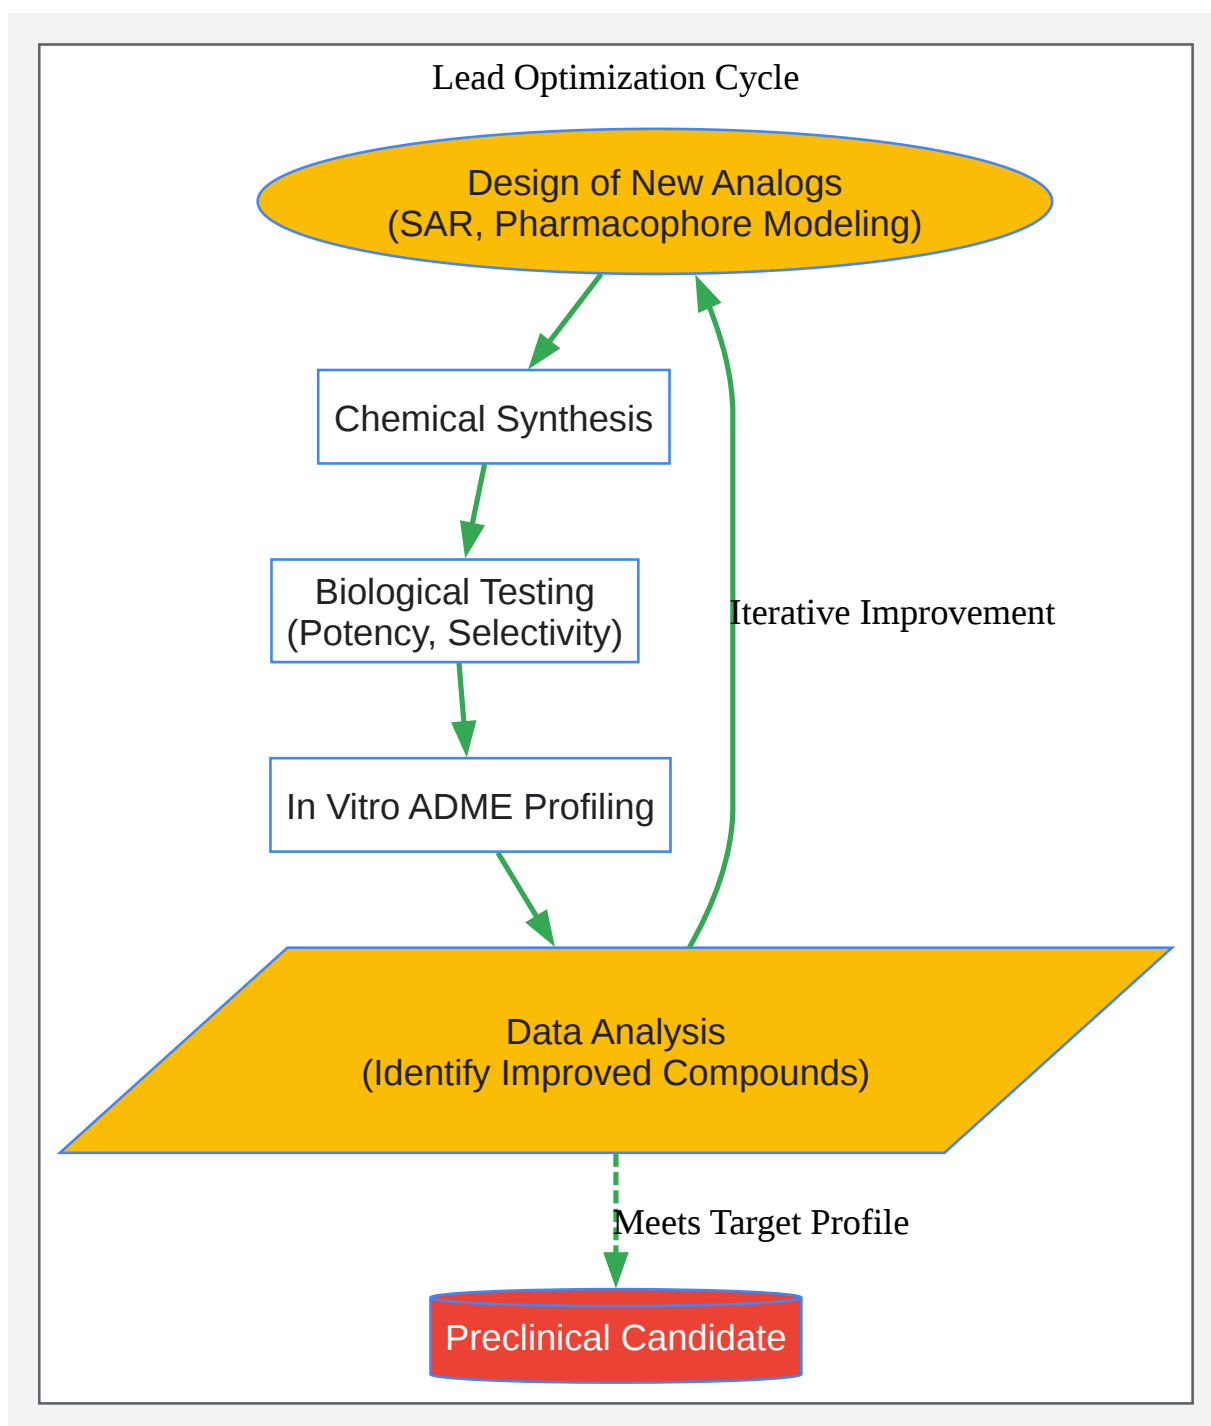 Lead Optimization Cycle
Design of New Analogs
(SAR, Pharmacophore Modeling)
Chemical Synthesis
Biological Testing
(Potency, Selectivity)
Iterative Improvement
In Vitro ADME Profiling
Data Analysis
(Identify Improved Compounds)
Meets Target Profile
Preclinical Candidate